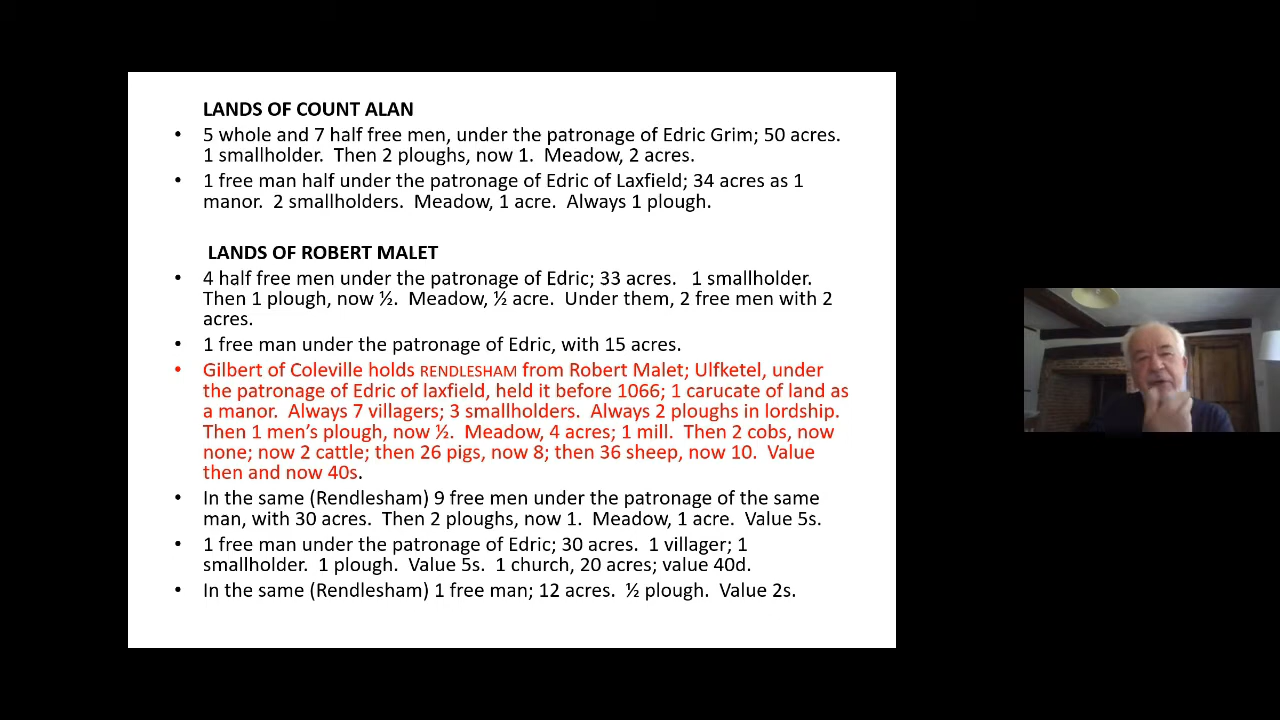 LANDS OF COUNT ALAN
• 5 whole and 7 half free men, under the patronage of Edric Grim; 50 acres.
1 smallholder. Then 2 ploughs, now 1. Meadow, 2 acres.
• 1 free man half under the patronage of Edric of Laxfield; 34 acres as 1
manor. 2 smallholders. Meadow, 1 acre. Always 1 plough.
LANDS OF ROBERT MALET
• 4 half free men under the patronage of Edric; 33 acres. 1 smallholder.
Then 1 plough, now ½. Meadow, ½ acre. Under them, 2 free men with 2
acres.
• 1 free man under the patronage of Edric, with 15 acres.
• Gilbert of Coleville holds RENDLESHAM from Robert Malet; Ulfketel, under
the patronage of Edric of laxfield, held it before 1066; 1 carucate of land as
a manor. Always 7 villagers; 3 smallholders. Always 2 ploughs in lordship.
Then 1 men’s plough, now ½. Meadow, 4 acres; 1 mill. Then 2 cobs, now
none; now 2 cattle; then 26 pigs, now 8; then 36 sheep, now 10. Value
then and now 40s.
• In the same (Rendlesham) 9 free men under the patronage of the same
man, with 30 acres. Then 2 ploughs, now 1. Meadow, 1 acre. Value 5s.
• 1 free man under the patronage of Edric; 30 acres. 1 villager; 1
smallholder. 1 plough. Value 5s. 1 church, 20 acres; value 40d.
• In the same (Rendlesham) 1 free man; 12 acres. ½ plough. Value 2s.